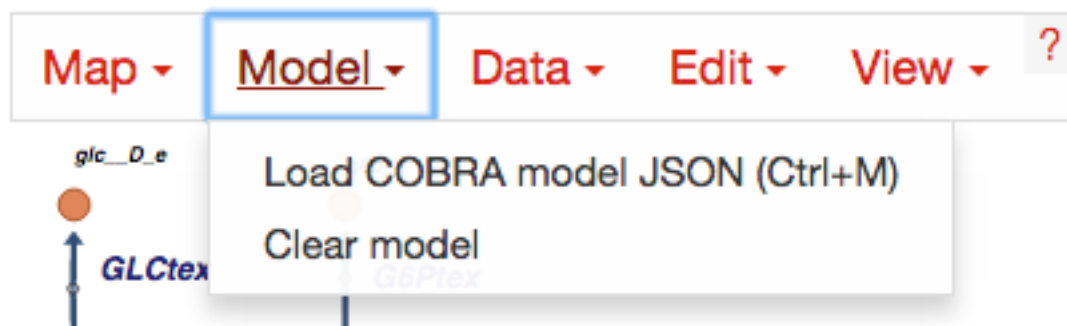 Map Model Data Edit View ?
glc__D_e
Load COBRA model JSON (Ctrl+M)
Clear model
GLCtex G6Ptex